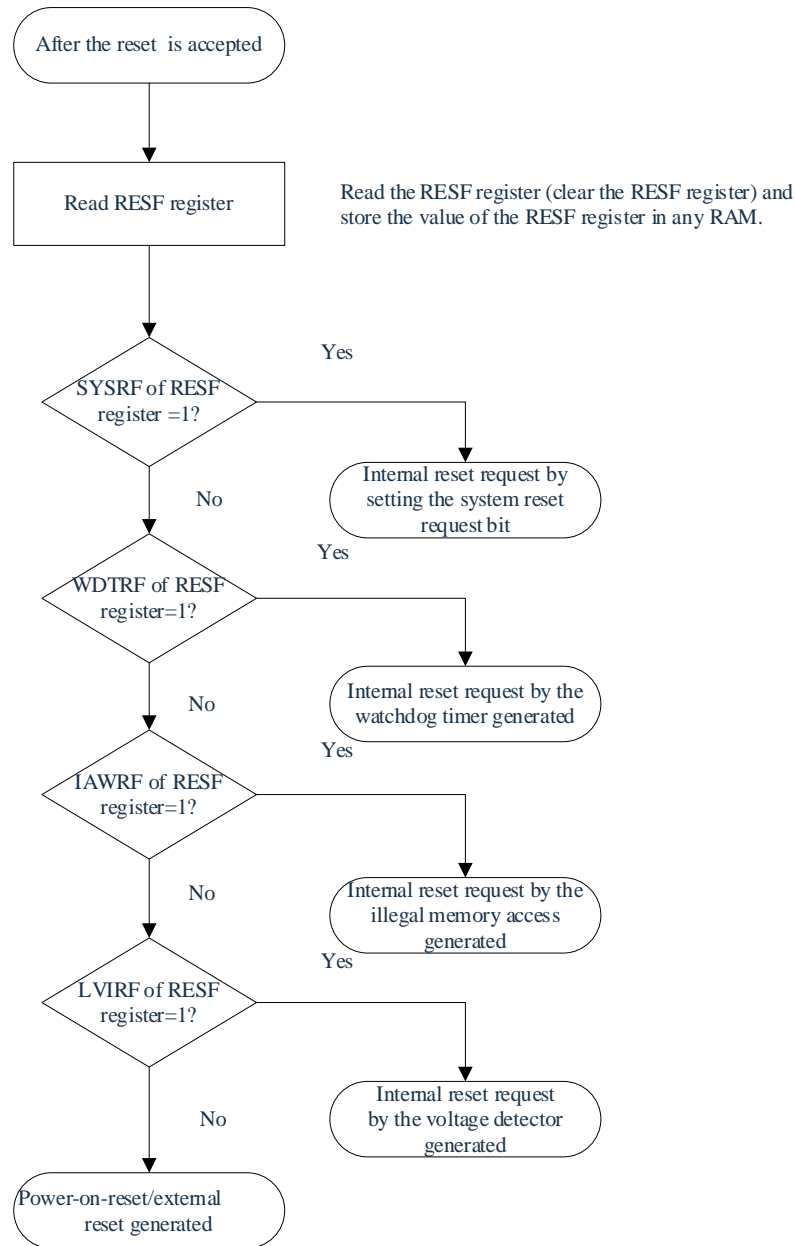 After the reset is accepted
Read RESF register
Read the RESF register (clear the RESF register) and
store the value of the RESF register in any RAM.
Yes
SYSRF of RESF
register =1?
Internal reset request by
setting the system reset
request bit
No
Yes
WDTRF of RESF
register=1?
Internal reset request by the
watchdog timer generated
No
Yes
IAWRF of RESF
register=1?
Internal reset request by the
illegal memory access
generated
No
Yes
LVIRF of RESF
register=1?
Internal reset request
by the voltage detector
generated
No
Power-on-reset/external
reset generated